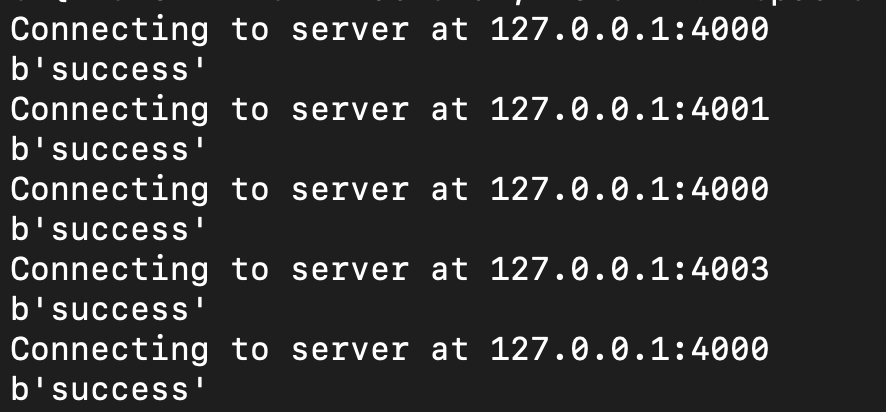 Connecting to server at 127.0.0.1:4000
b'success'
Connecting to server at 127.0.0.1:4001
b'success'
Connecting to server at 127.0.0.1:4000
b'success'
Connecting to server at 127.0.0.1:4003
b'success'
Connecting to server at 127.0.0.1:4000
b'success'